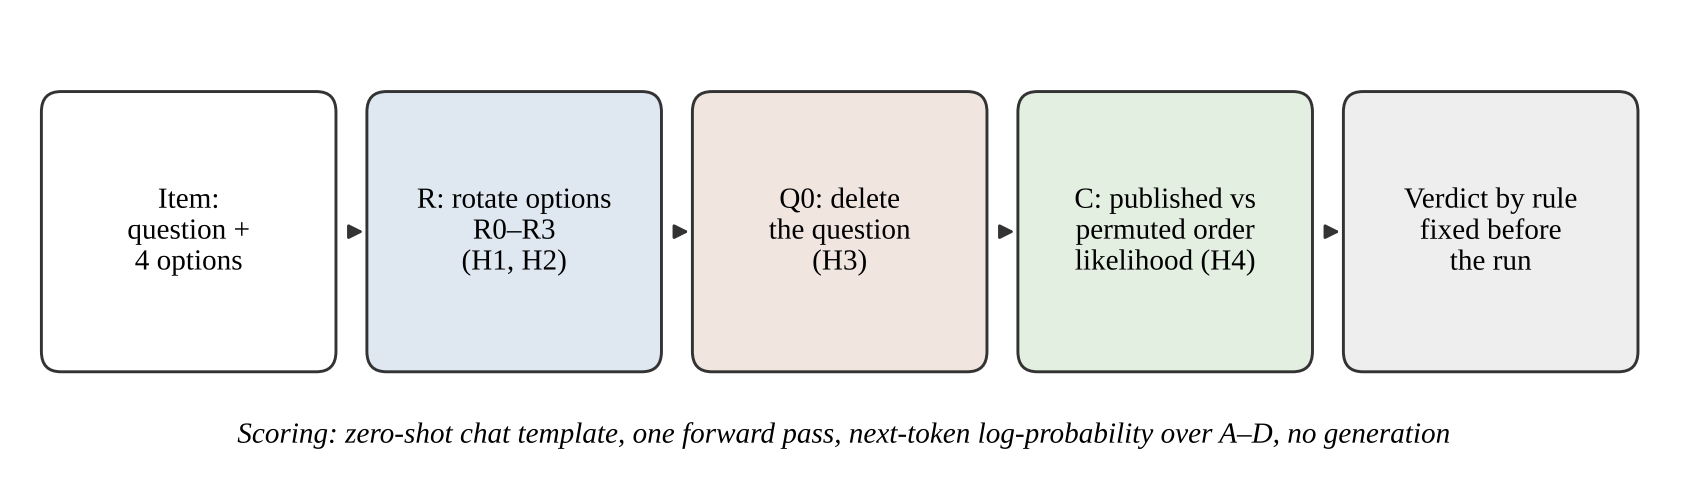 Item:
question +
4 options
R: rotate options
R0–R3
(H1, H2)
Q0: delete
the question
(H3)
C: published vs
permuted order
likelihood (H4)
Verdict by rule
fixed before
the run
Scoring: zero-shot chat template, one forward pass, next-token log-probability over A–D, no generation